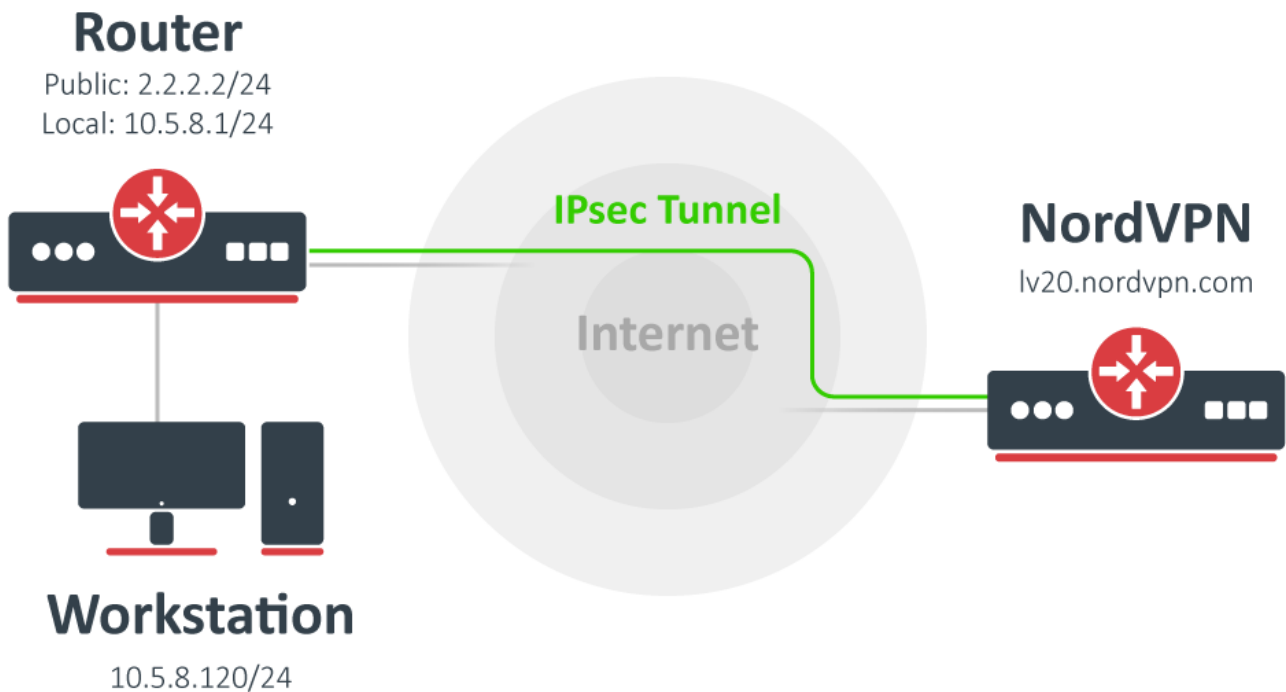 Router
Public: 2.2.2.2/24
Local: 10.5.8.1/24
IPsec Tunnel
Internet
NordVPN
lv20.nordvpn.com
Workstation
10.5.8.120/24